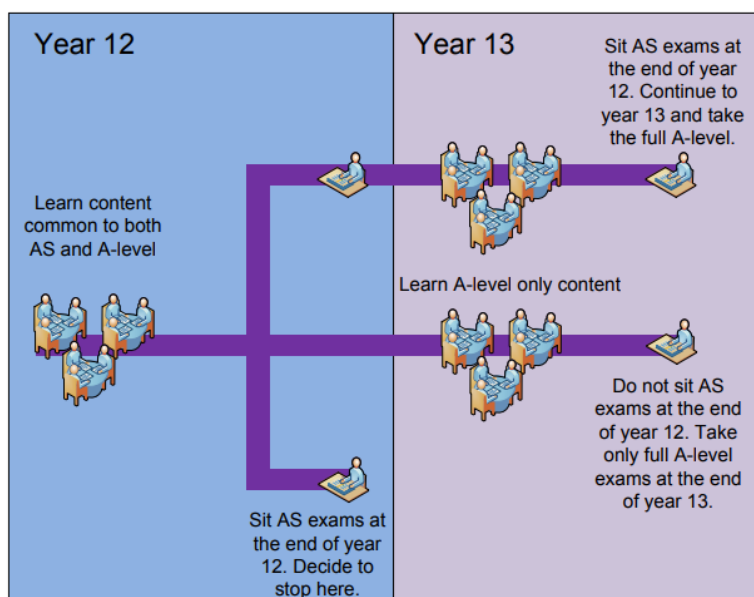 Year 12
Learn content
common to both
AS and A-level
Sit AS exams at
the end of year
12. Decide to
stop here.
Year 13
Sit AS exams at
the end of year
12. Continue to
year 13 and take
the full A-level.
Learn A-level only content
Do not sit AS
exams at the end
of year 12. Take
only full A-level
exams at the end
of year 13.